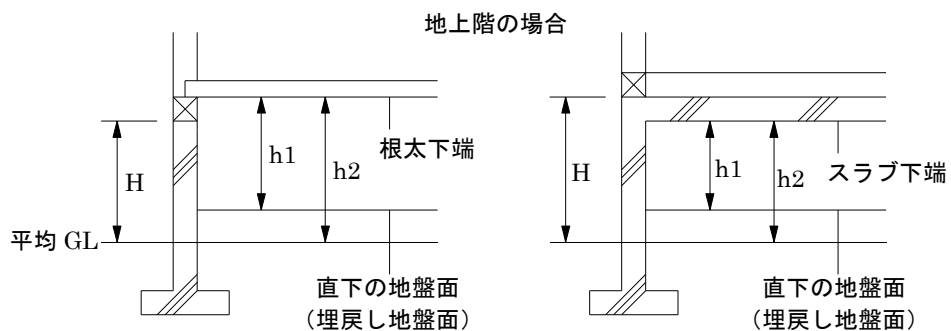 地上階の場合
H
h1
h2
根太下端
平均 GL
直下の地盤面
（埋戻し地盤面）
H
h1
h2
スラブ下端
直下の地盤面
（埋戻し地盤面）